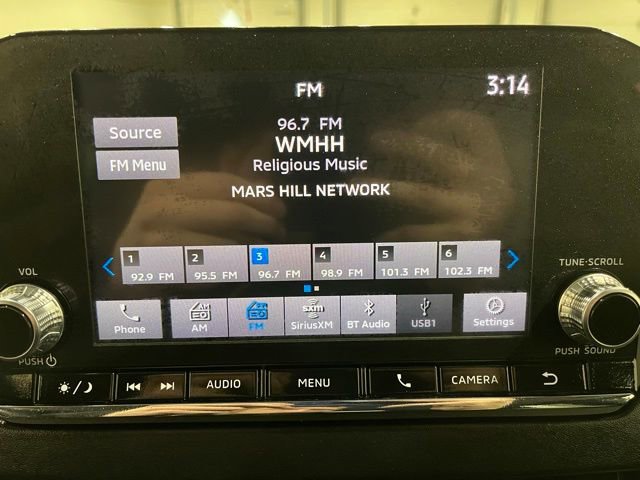 FM 3:14
Source 96.7 FM
WMHH
FM Menu Religious Music
MARS HILL NETWORK
1 2 3 4 5 6
92.9 FM 95.5 FM 96.7 FM 98.9 FM 101.3 FM 102.3 FM
VOL TUNE·SCROLL
AM sxm
Phone AM FM SiriusXM BT Audio USB1 Settings
PUSH PUSH SOUND
AUDIO MENU CAMERA